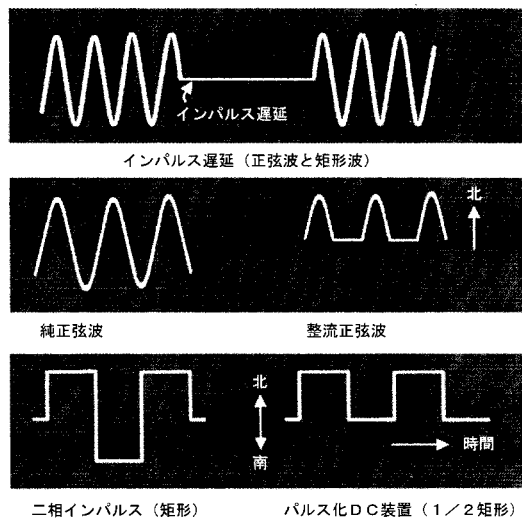 インパルス遅延
インパルス遅延（正弦波と矩形波）
北
純正弦波
整流正弦波
北
南
時間
二相インパルス（矩形）
パルス化DC装置（1／2矩形）